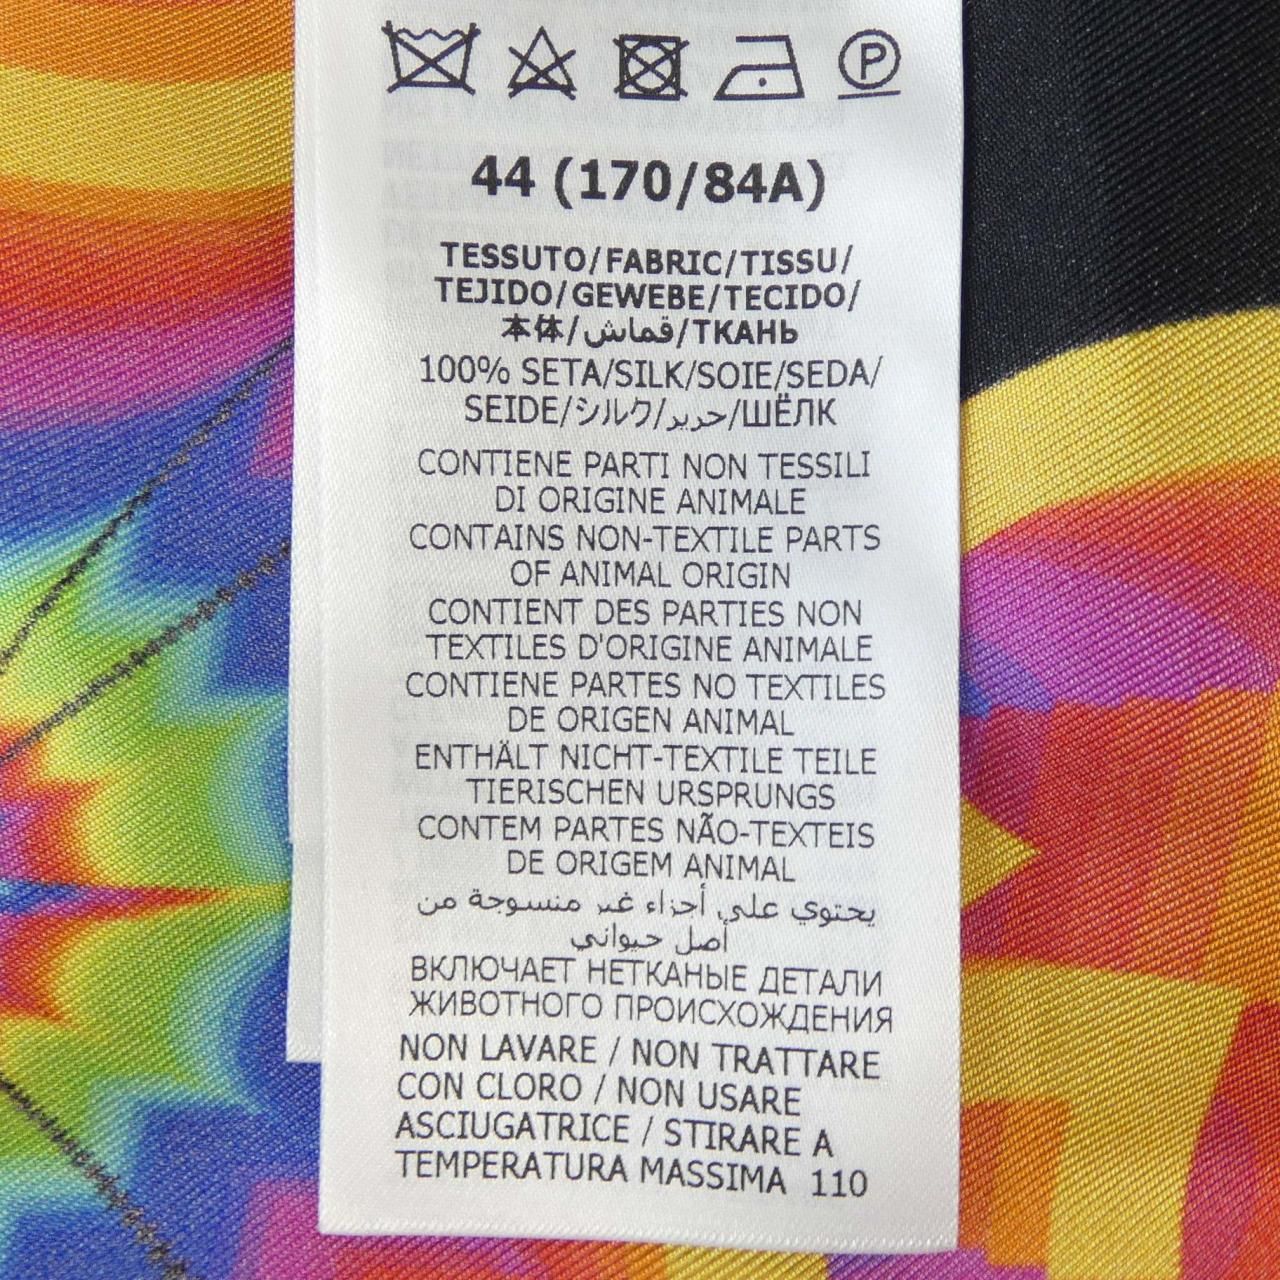 P
44 (170/84A)
TESSUTO/FABRIC/TISSU/
TEJIDO/GEWEBE/TECIDO/
本体/قماش/ТКАНЬ
100% SETA/SILK/SOIE/SEDA/
SEIDE/シルク/حرير/ШЁЛК
CONTIENE PARTI NON TESSILI
DI ORIGINE ANIMALE
CONTAINS NON-TEXTILE PARTS
OF ANIMAL ORIGIN
CONTIENT DES PARTIES NON
TEXTILES D'ORIGINE ANIMALE
CONTIENE PARTES NO TEXTILES
DE ORIGEN ANIMAL
ENTHÄLT NICHT-TEXTILE TEILE
TIERISCHEN URSPRUNGS
CONTEM PARTES NÃO-TEXTEIS
DE ORIGEM ANIMAL
يحتوي على أجزاء غير منسوجة من
أصل حيواني
ВКЛЮЧАЕТ НЕТКАНЫЕ ДЕТАЛИ
ЖИВОТНОГО ПРОИСХОЖДЕНИЯ
NON LAVARE / NON TRATTARE
CON CLORO / NON USARE
ASCIUGATRICE / STIRARE A
TEMPERATURA MASSIMA 110